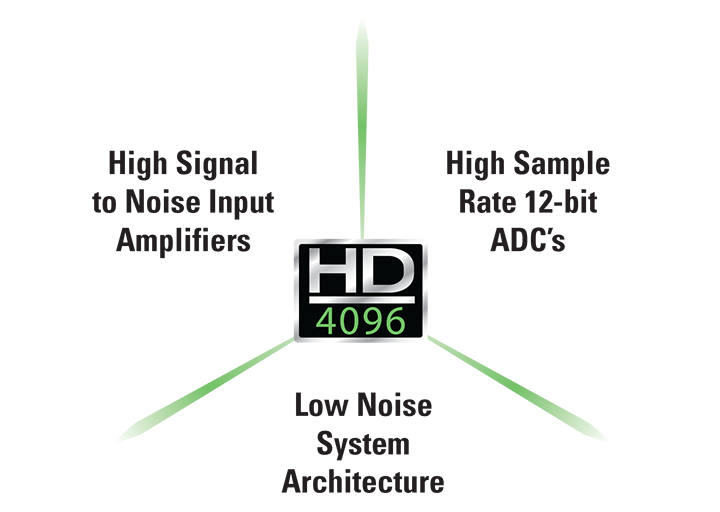 High Signal
to Noise Input
Amplifiers
High Sample
Rate 12-bit
ADC’s
HD
4096
Low Noise
System
Architecture